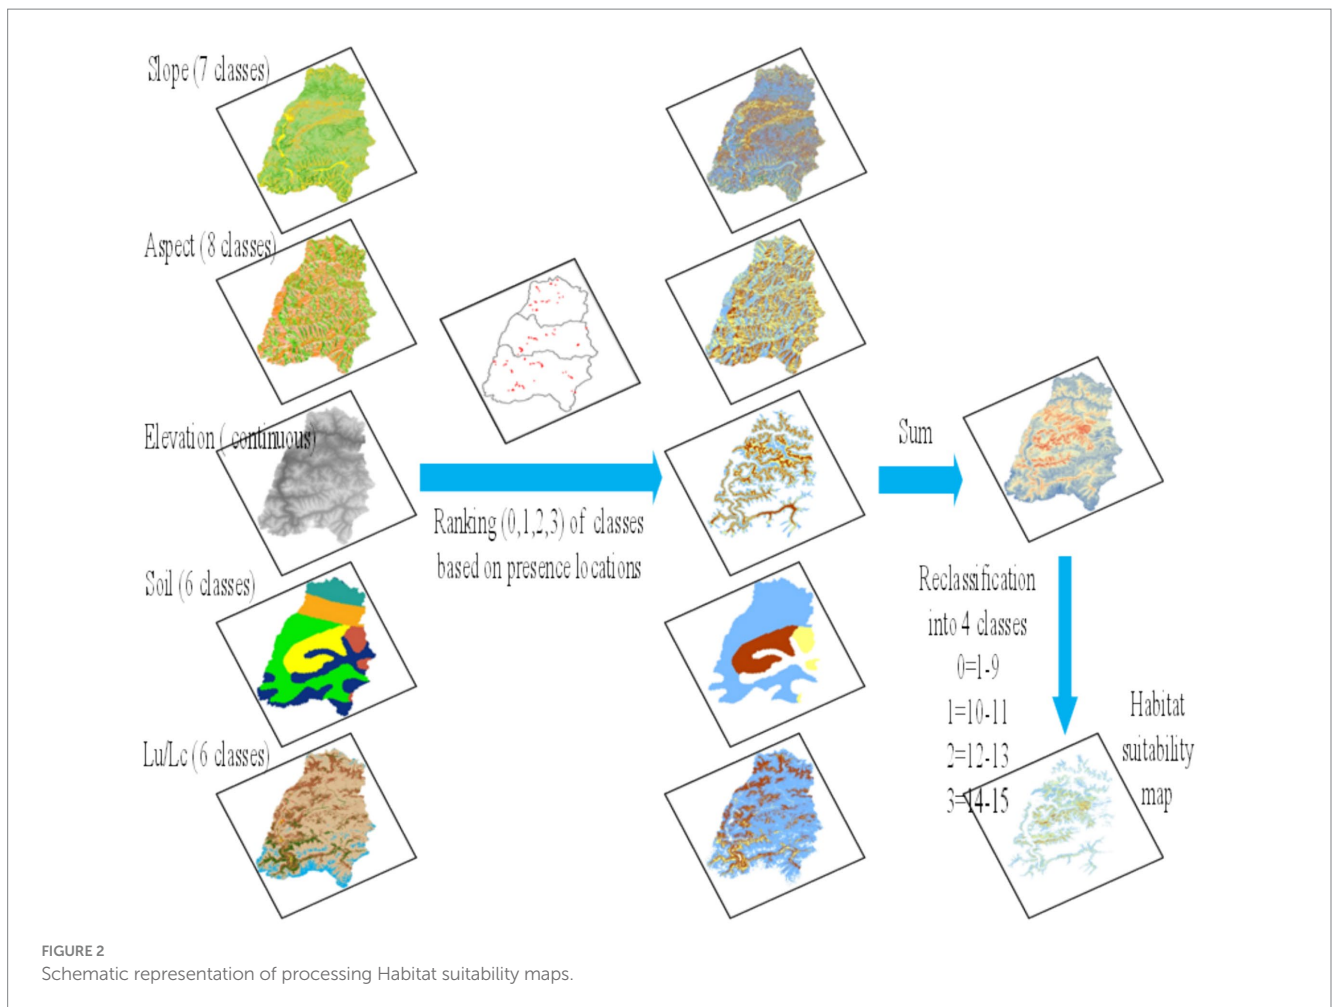 Slope (7 classes)
Aspect (8 classes)
Elevation ( continuous)
Soil (6 classes)
Lu/Lc (6 classes)
Ranking (0,1,2,3) of classes
based on presence locations
Sum
Reclassification
into 4 classes
0=1-9
1=10-11
2=12-13
3=14-15
Habitat
suitability
map
FIGURE 2
Schematic representation of processing Habitat suitability maps.